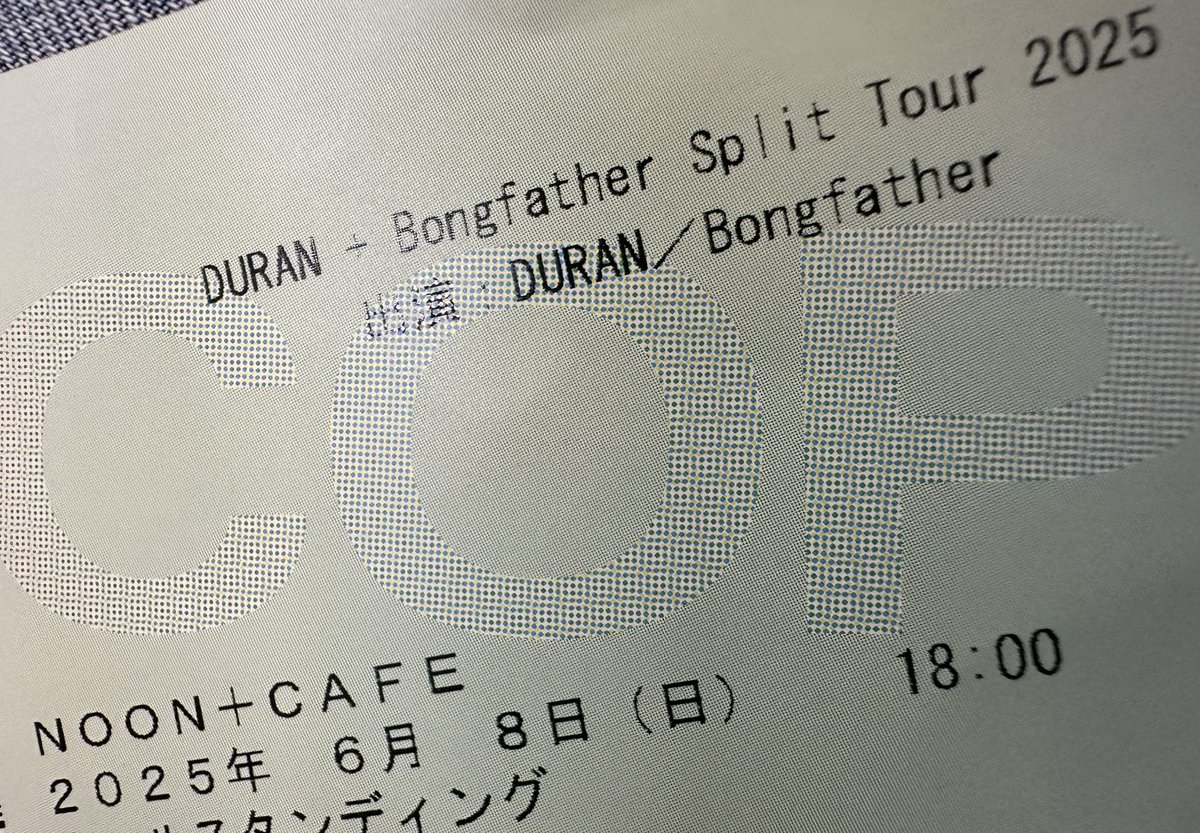 DURAN + Bongfather Split Tour 2025
出演：DURAN／Bongfather
COP
NOON＋CAFE
2025年 6月 8日（日） 18:00
スタンディング